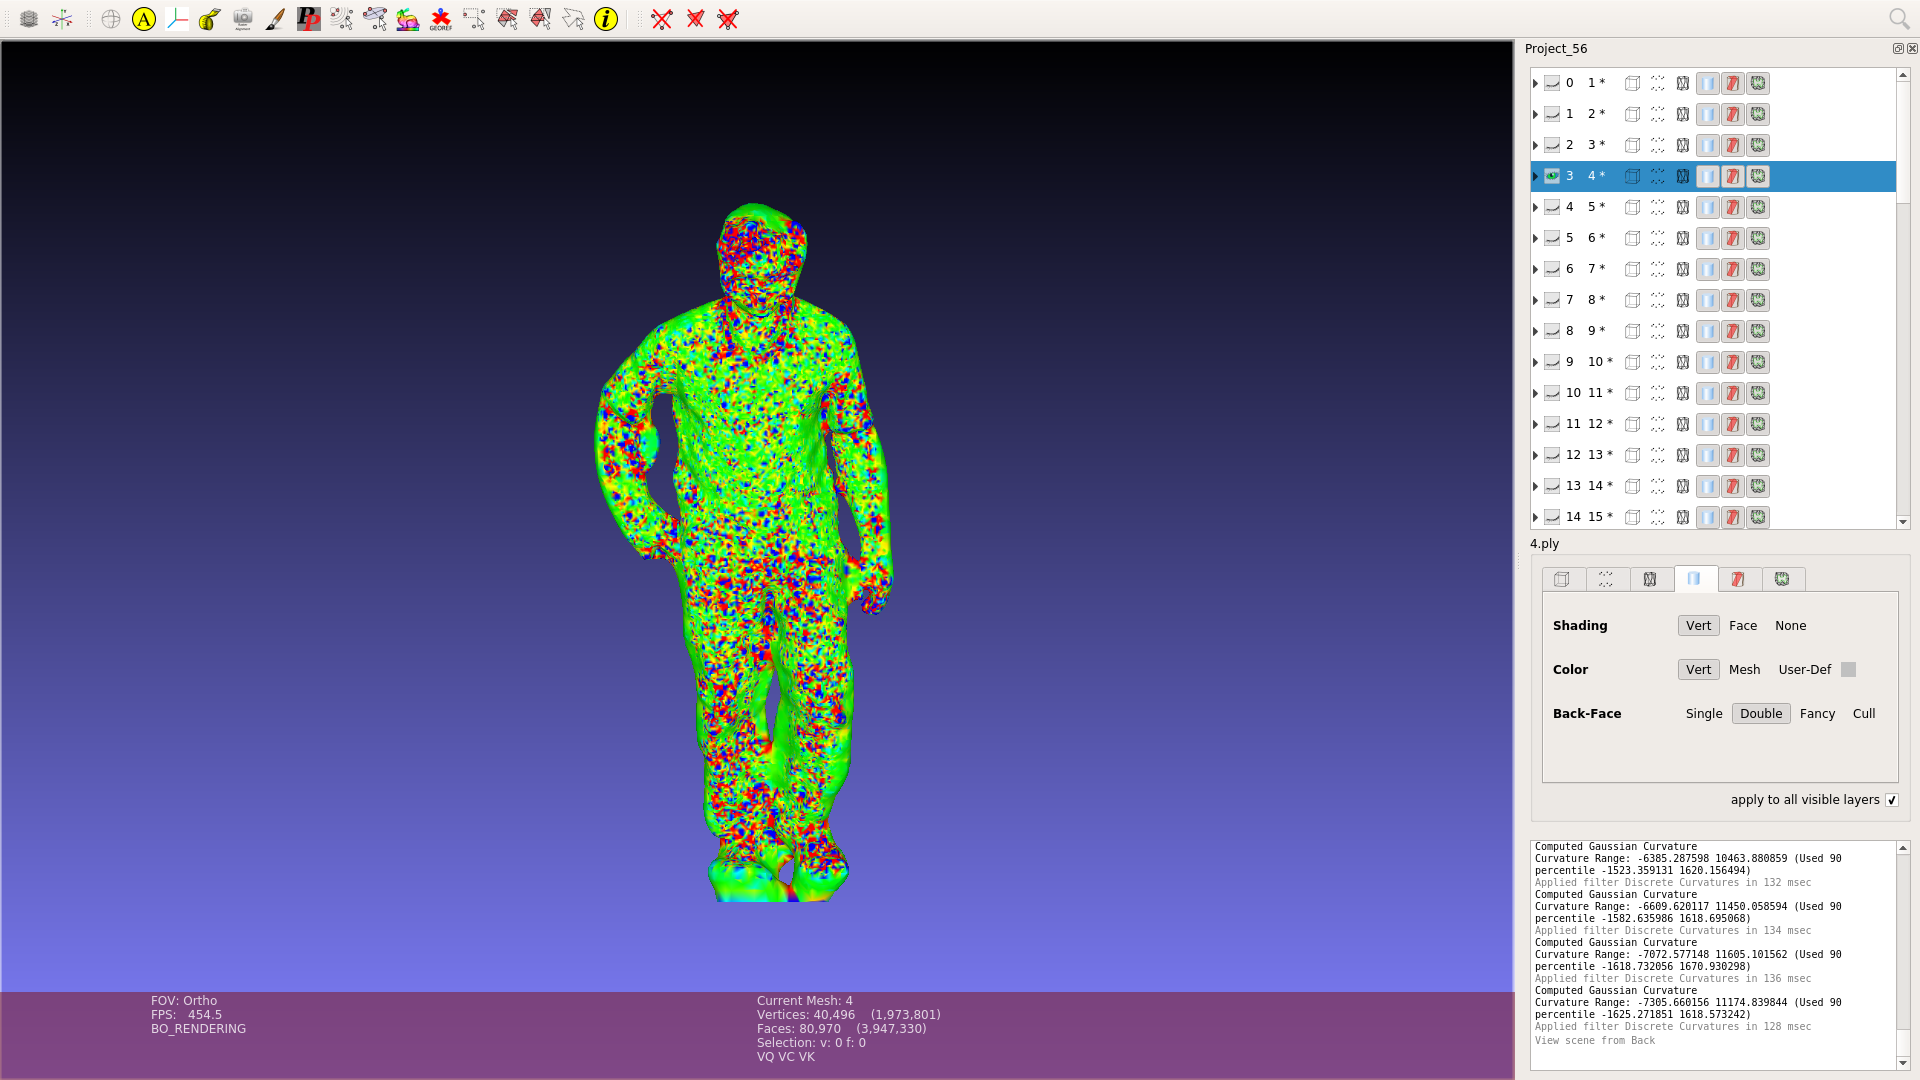 A
PP
GEOREF
i
Project_56
0 1 *
1 2 *
2 3 *
3 4 *
4 5 *
5 6 *
6 7 *
7 8 *
8 9 *
9 10 *
10 11 *
11 12 *
12 13 *
13 14 *
14 15 *
4.ply
Shading Vert Face None
Color Vert Mesh User-Def
Back-Face Single Double Fancy Cull
apply to all visible layers
Computed Gaussian Curvature
Curvature Range: -6385.287598 10463.880859 (Used 90
percentile -1523.359131 1620.156494)
Applied filter Discrete Curvatures in 132 msec
Computed Gaussian Curvature
Curvature Range: -6609.620117 11450.058594 (Used 90
percentile -1582.635986 1618.695068)
Applied filter Discrete Curvatures in 134 msec
Computed Gaussian Curvature
Curvature Range: -7072.577148 11605.101562 (Used 90
percentile -1618.732056 1670.930298)
Applied filter Discrete Curvatures in 136 msec
Computed Gaussian Curvature
Curvature Range: -7305.660156 11174.839844 (Used 90
percentile -1625.271851 1618.573242)
Applied filter Discrete Curvatures in 128 msec
View scene from Back
FOV: Ortho
FPS: 454.5
BO_RENDERING
Current Mesh: 4
Vertices: 40,496 (1,973,801)
Faces: 80,970 (3,947,330)
Selection: v: 0 f: 0
VQ VC VK